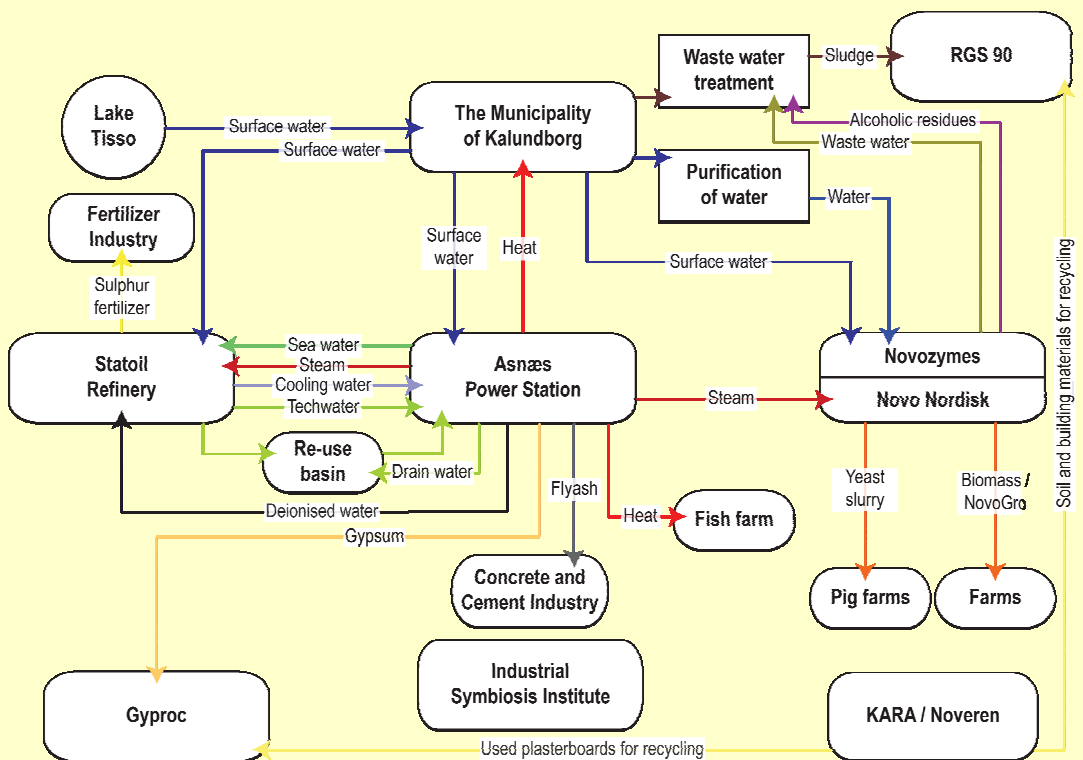 Waste water
treatment
Sludge
RGS 90
Lake
Tisso
Surface water
The Municipality
of Kalundborg
Alcoholic residues
Waste water
Surface water
Purification
of water
Water
Fertilizer
Industry
Surface
water
Heat
Surface water
Sulphur
fertilizer
Soil and building materials for recycling
Statoil
Refinery
Sea water
Steam
Cooling water
Techwater
Asnæs
Power Station
Steam
Novozymes
Novo Nordisk
Re-use
basin
Drain water
Flyash
Yeast
slurry
Biomass /
NovoGro
Deionised water
Heat
Fish farm
Gypsum
Concrete and
Cement Industry
Pig farms
Farms
Industrial
Symbiosis Institute
Gyproc
KARA / Noveren
Used plasterboards for recycling